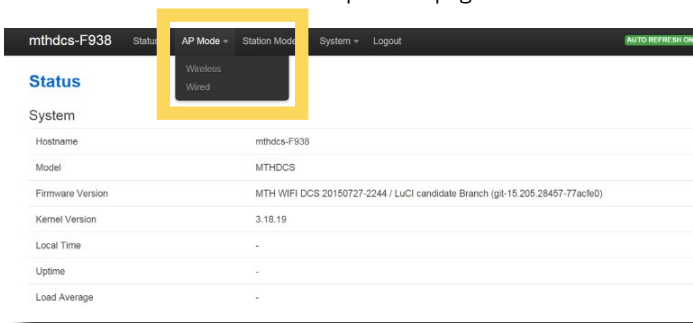 mthdcs-F938 Status AP Mode Station Mode System Logout AUTO REFRESH ON
Wireless
Wired
Status
System
Hostname mthdcs-F938
Model MTHDCS
Firmware Version MTH WIFI DCS 20150727-2244 / LuCI candidate Branch (git-15.205.28457-77acfe0)
Kernel Version 3.18.19
Local Time -
Uptime -
Load Average -